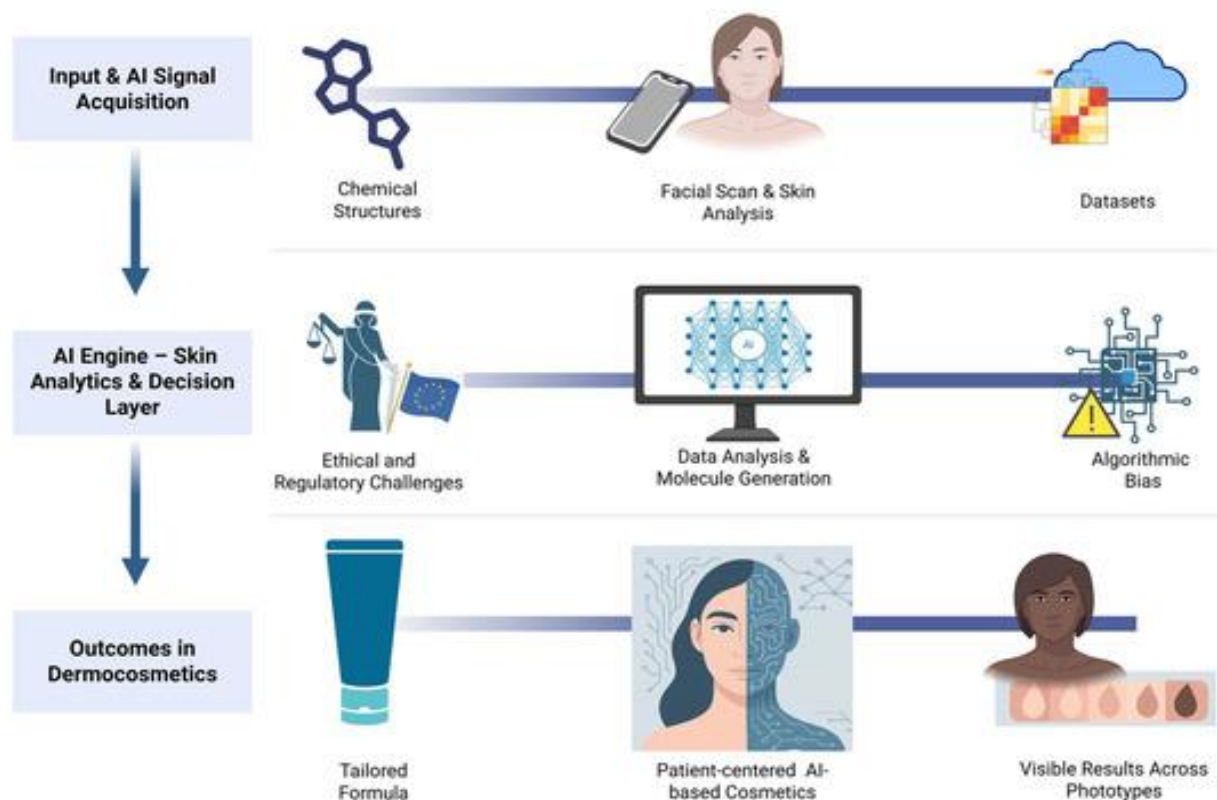 Input & AI Signal
Acquisition
Chemical
Structures
Facial Scan & Skin
Analysis
Datasets
AI Engine – Skin
Analytics & Decision
Layer
Ethical and
Regulatory Challenges
AI
Data Analysis &
Molecule Generation
Algorithmic
Bias
Outcomes in
Dermocosmetics
Tailored
Formula
Patient-centered AI-
based Cosmetics
Visible Results Across
Phototypes